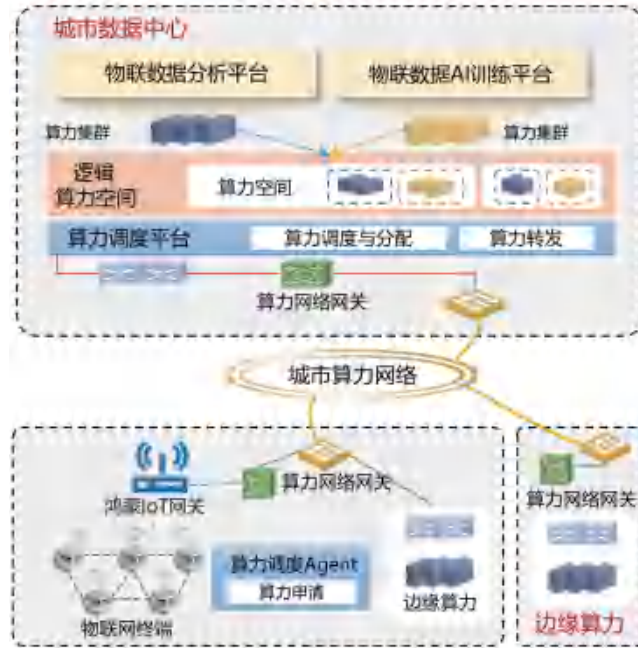 城市数据中心
物联数据分析平台
物联数据AI训练平台
算力集群
算力集群
逻辑
算力空间
算力空间
算力调度平台
算力调度与分配
算力转发
算力网络网关
城市算力网络
算力网络网关
鸿蒙IoT网关
算力网络网关
算力调度Agent
算力申请
边缘算力
物联网终端
边缘算力